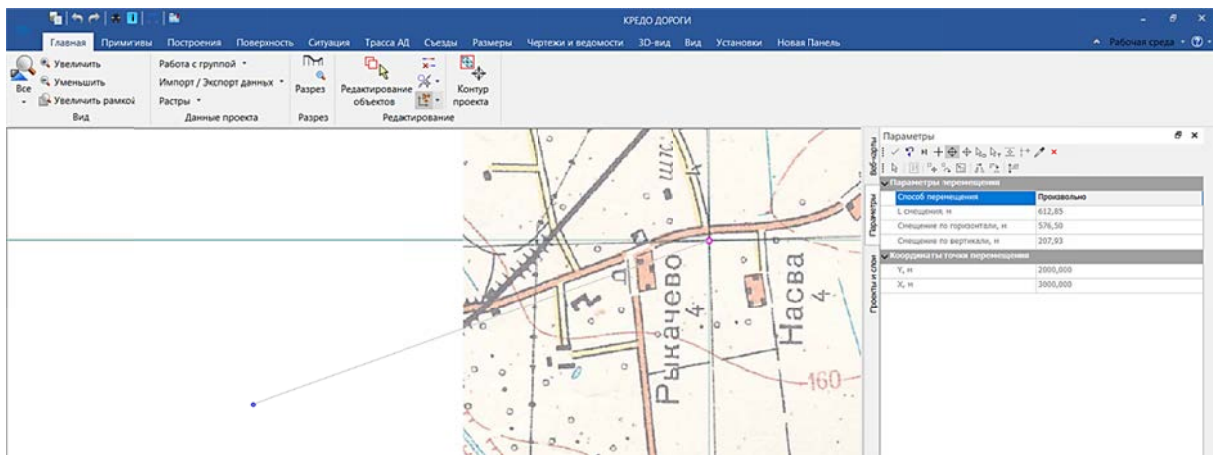 КРЕДО ДОРОГИ
Главная Примитивы Построения Поверхность Ситуация Трасса АД Съезды Размеры Чертежи и ведомости 3D-вид Вид Установки Новая Панель Рабочая среда
Все
Увеличить
Уменьшить
Увеличить рамкой
Вид
Работа с группой
Импорт / Экспорт данных
Растры
Данные проекта
Разрез
Разрез
Редактирование объектов
Контур проекта
Редактирование
шк.
Рыкачево
4
Насва
4
160
Веб-карты
Параметры
Проекты и слои
Параметры
Параметры перемещения
Способ перемещения Произвольно
L смещения, м 612,85
Смещение по горизонтали, м 576,50
Смещение по вертикали, м 207,93
Координаты точки перемещения
Y, м 2000,000
X, м 3000,000